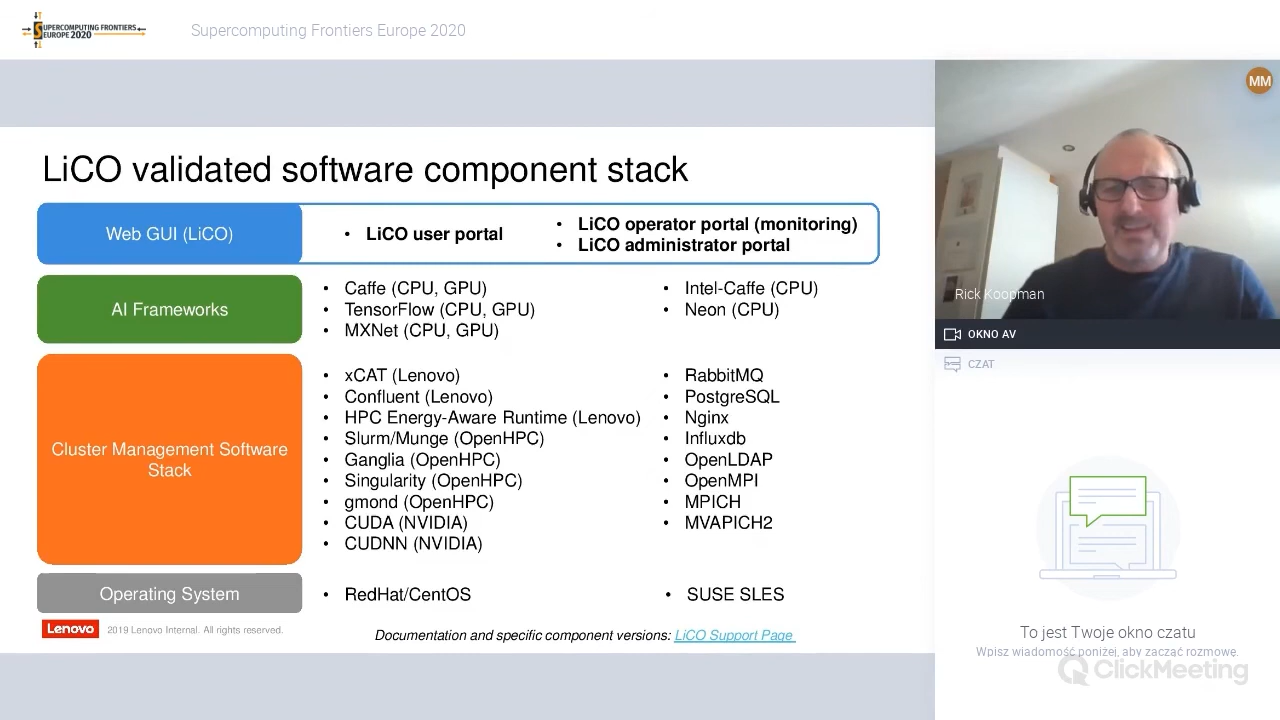 SUPERCOMPUTING FRONTIERS
EUROPE 2020
Supercomputing Frontiers Europe 2020
LiCO validated software component stack
Web GUI (LiCO)
• LiCO user portal
• LiCO operator portal (monitoring)
• LiCO administrator portal
AI Frameworks
• Caffe (CPU, GPU)
• TensorFlow (CPU, GPU)
• MXNet (CPU, GPU)
• Intel-Caffe (CPU)
• Neon (CPU)
Cluster Management Software
Stack
• xCAT (Lenovo)
• Confluent (Lenovo)
• HPC Energy-Aware Runtime (Lenovo)
• Slurm/Munge (OpenHPC)
• Ganglia (OpenHPC)
• Singularity (OpenHPC)
• gmond (OpenHPC)
• CUDA (NVIDIA)
• CUDNN (NVIDIA)
• RabbitMQ
• PostgreSQL
• Nginx
• Influxdb
• OpenLDAP
• OpenMPI
• MPICH
• MVAPICH2
Operating System
• RedHat/CentOS
• SUSE SLES
Lenovo
2019 Lenovo Internal. All rights reserved.
Documentation and specific component versions: LiCO Support Page
MM
Rick Koopman
OKNO AV
CZAT
To jest Twoje okno czatu
Wpisz wiadomość poniżej, aby zacząć rozmowę.
ClickMeeting